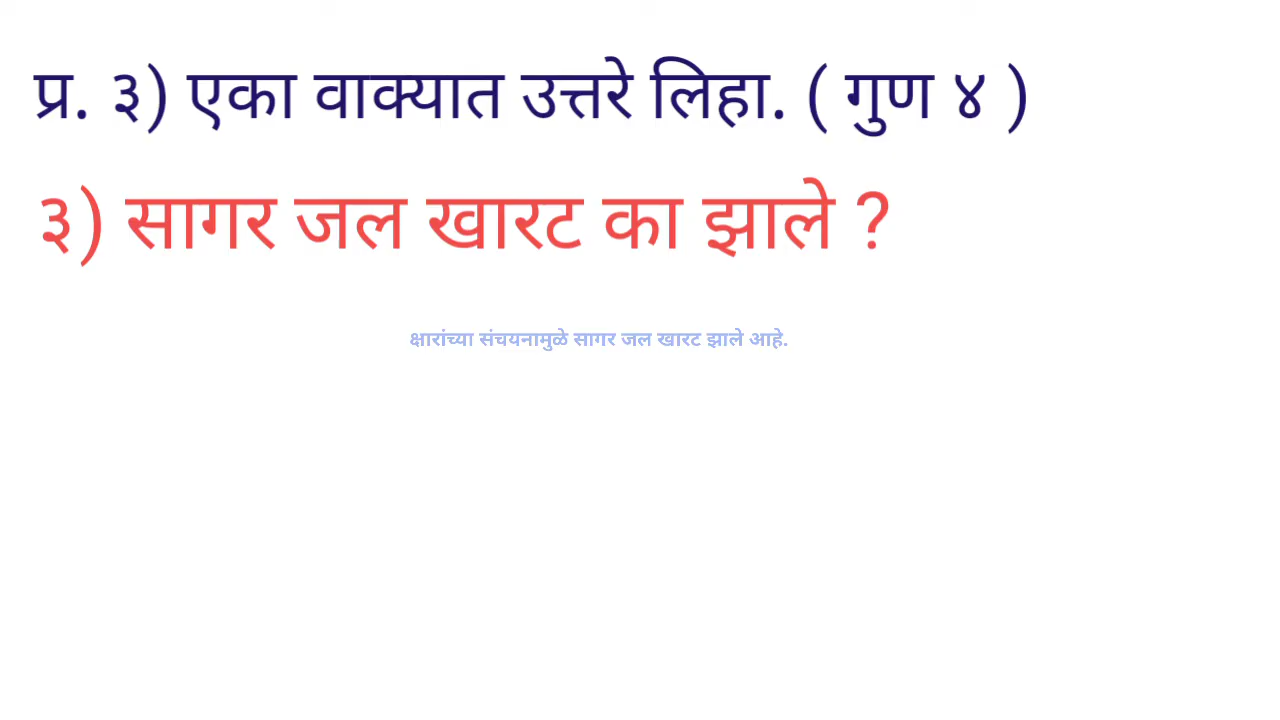 प्र. ३) एका वाक्यात उत्तरे लिहा. ( गुण ४ )
३) सागर जल खारट का झाले ?
क्षारांच्या संचयनामुळे सागर जल खारट झाले आहे.